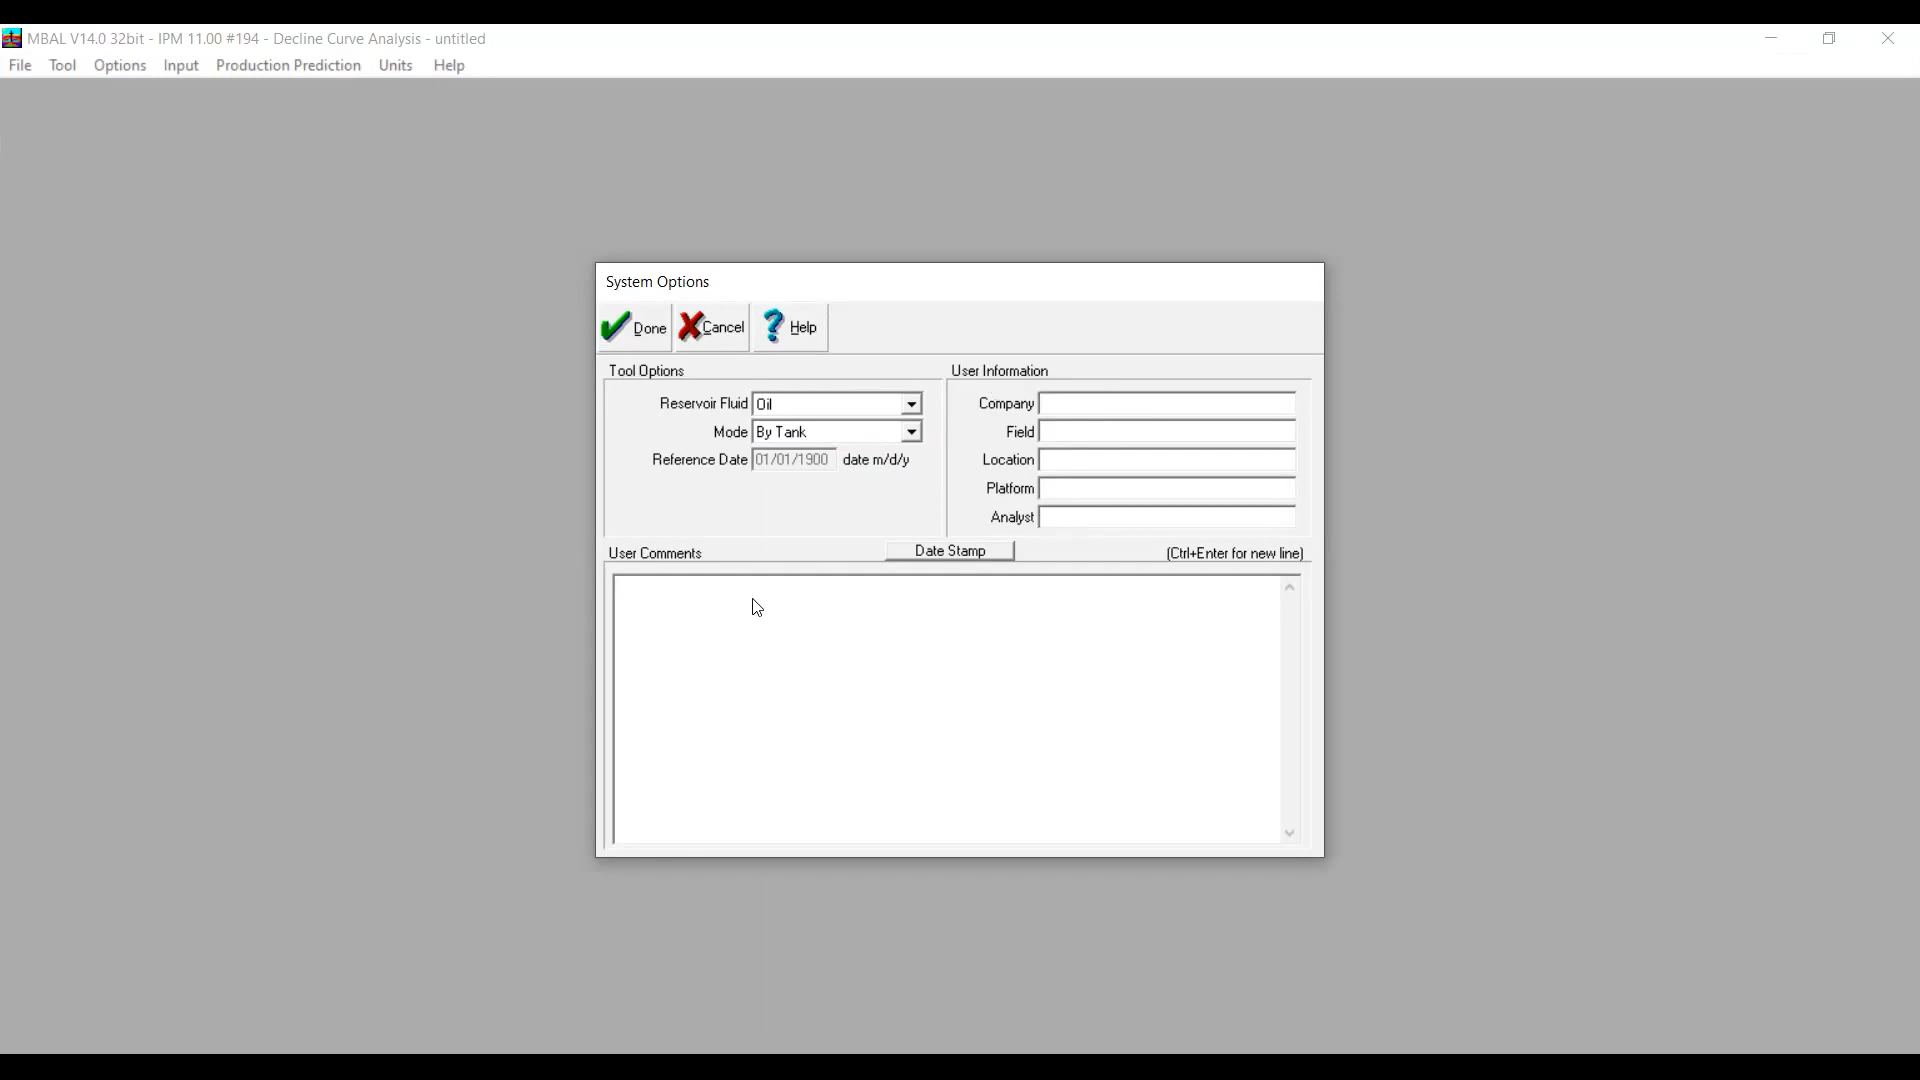 MBAL V14.0 32bit - IPM 11.00 #194 - Decline Curve Analysis - untitled
File Tool Options Input Production Prediction Units Help
System Options
Done Cancel Help
Tool Options
Reservoir Fluid Oil
Mode By Tank
Reference Date 01/01/1900 date m/d/y
User Information
Company
Field
Location
Platform
Analyst
User Comments Date Stamp (Ctrl+Enter for new line)